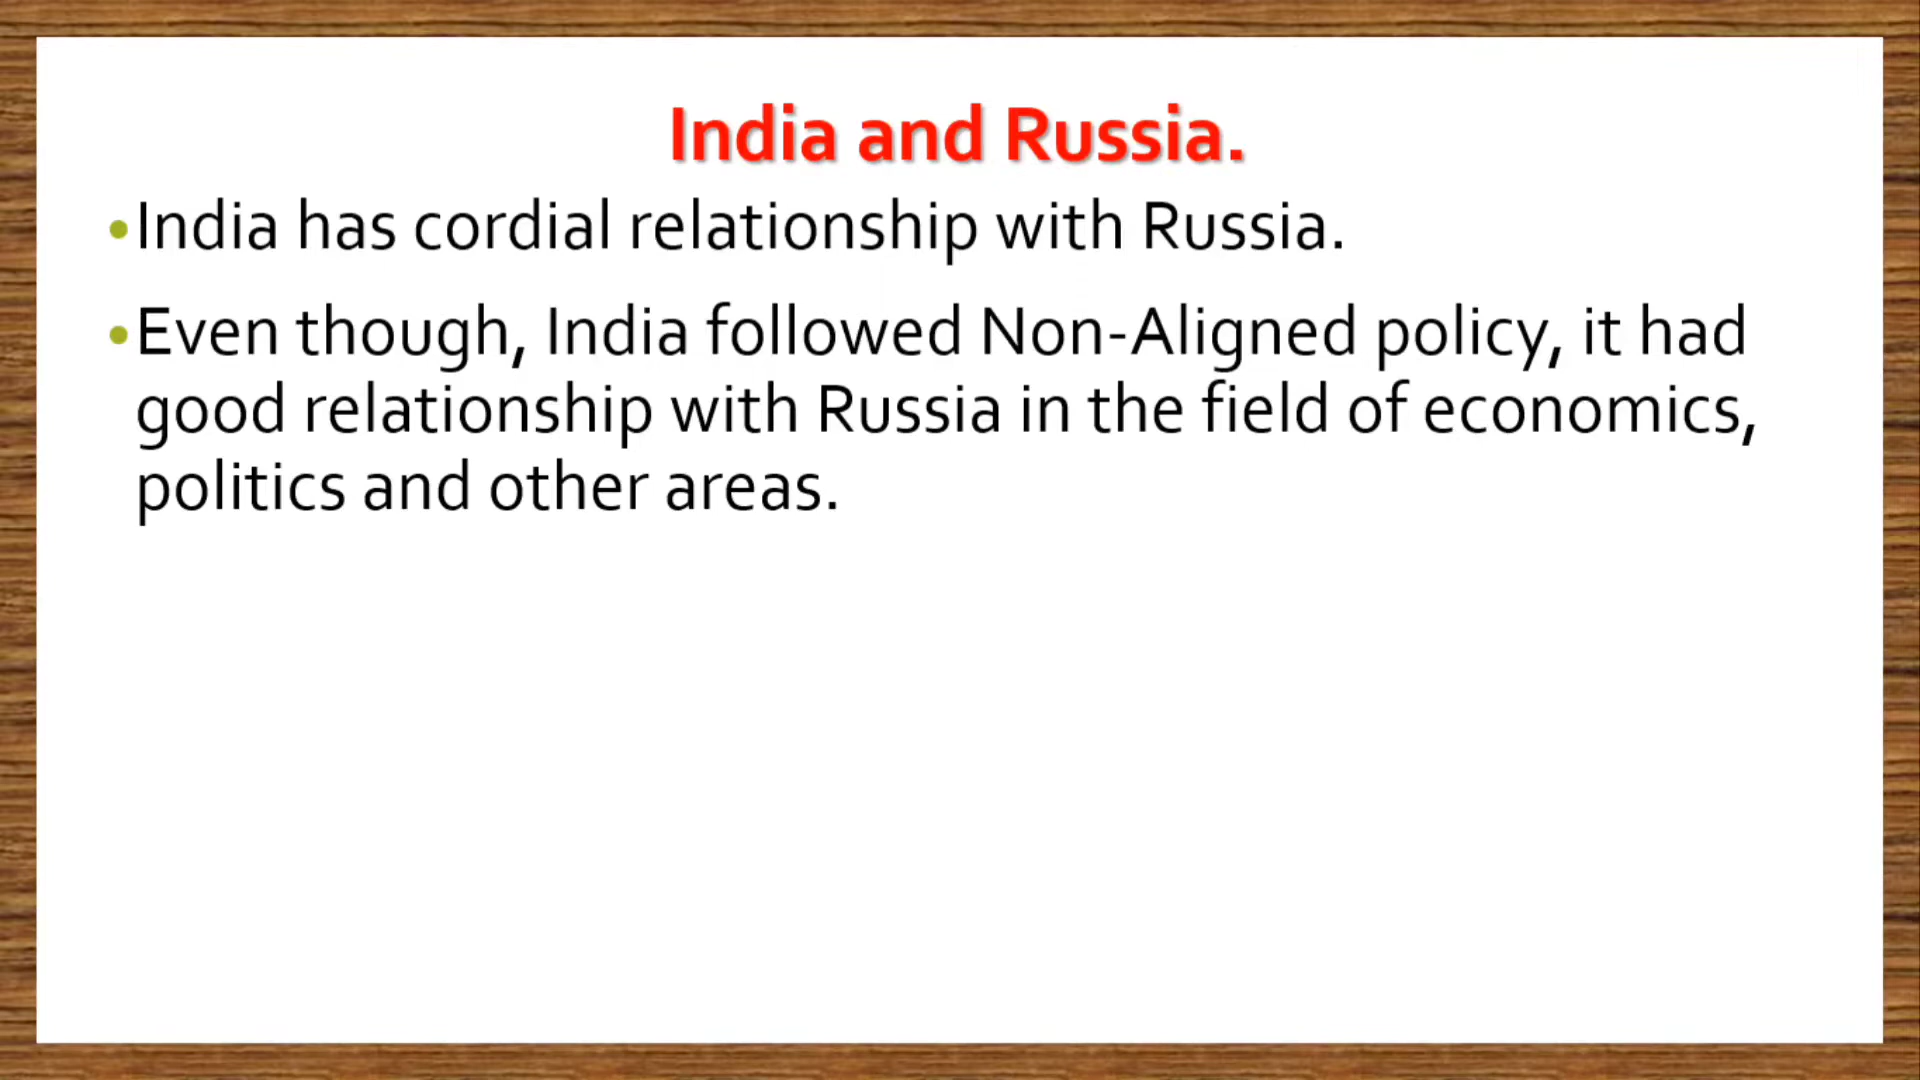 India and Russia.
•India has cordial relationship with Russia.
•Even though, India followed Non-Aligned policy, it had
good relationship with Russia in the field of economics,
politics and other areas.